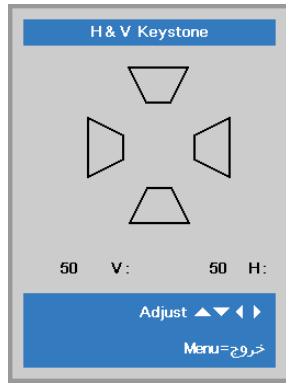 H & V Keystone
50 V: 50 H:
Adjust ▲▼◀▶
خروج=Menu